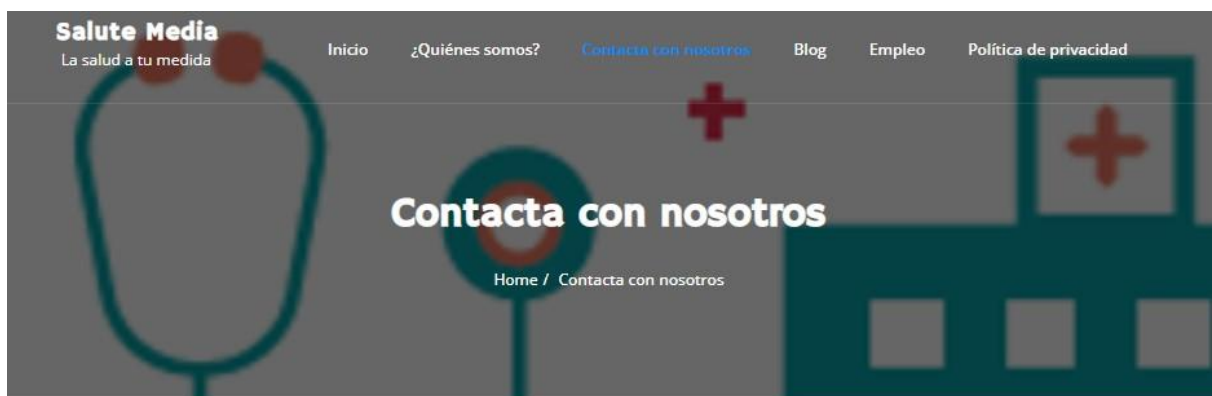 Salute Media
La salud a tu medida
Inicio ¿Quiénes somos? Contacta con nosotros Blog Empleo Política de privacidad
Contacta con nosotros
Home / Contacta con nosotros